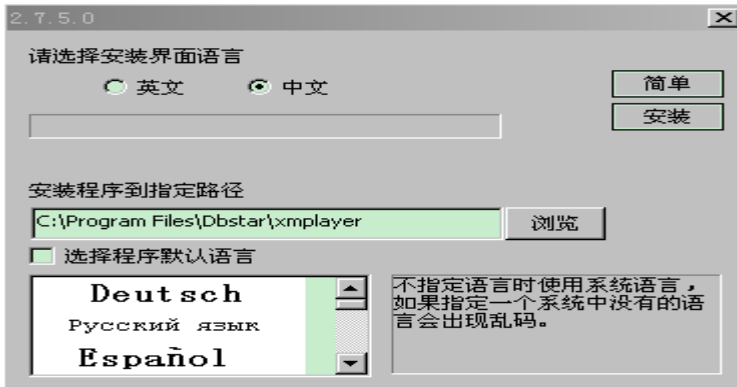 2.7.5.0
请选择安装界面语言
英文 中文
简单
安装
安装程序到指定路径
C:\Program Files\Dbstar\xmplayer 浏览
选择程序默认语言
Deutsch
Русский язык
Español
不指定语言时使用系统语言，
如果指定一个系统中没有的语
言会出现乱码。